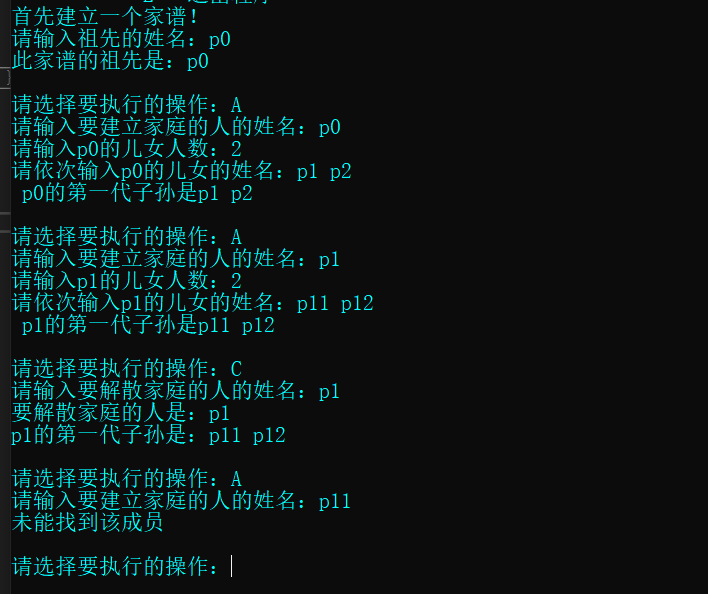 首先建立一个家谱！
请输入祖先的姓名：p0
此家谱的祖先是：p0
请选择要执行的操作：A
请输入要建立家庭的人的姓名：p0
请输入p0的儿女人数：2
请依次输入p0的儿女的姓名：p1 p2
p0的第一代子孙是p1 p2
请选择要执行的操作：A
请输入要建立家庭的人的姓名：p1
请输入p1的儿女人数：2
请依次输入p1的儿女的姓名：p11 p12
p1的第一代子孙是p11 p12
请选择要执行的操作：C
请输入要解散家庭的人的姓名：p1
要解散家庭的人是：p1
p1的第一代子孙是：p11 p12
请选择要执行的操作：A
请输入要建立家庭的人的姓名：p11
未能找到该成员
请选择要执行的操作：